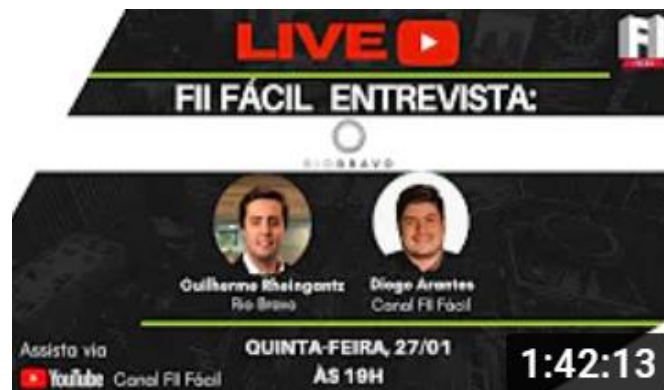 LIVE
FII FÁCIL ENTREVISTA:
RIO BRAVO
Guilherme Rheingantz
Rio Bravo
Diogo Arantes
Canal FII Fácil
Assista via
YouTube Canal FII Fácil
QUINTA-FEIRA, 27/01
ÀS 19H
1:42:13